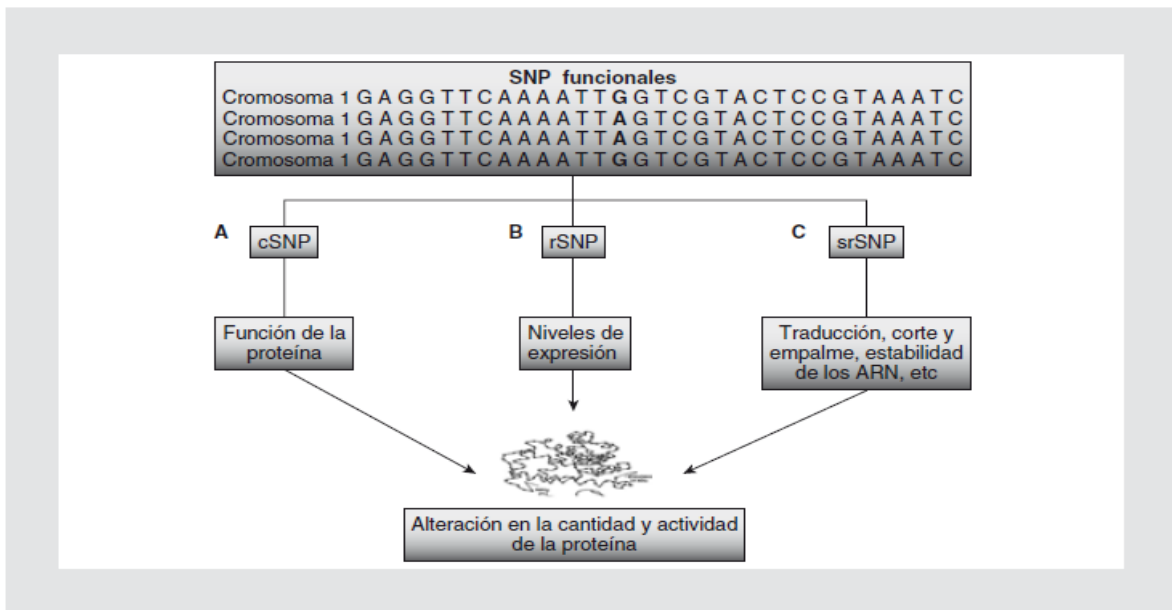 SNP funcionales
Cromosoma 1 G A G G T T C A A A A T T G G T C G T A C T C C G T A A A T C
Cromosoma 1 G A G G T T C A A A A T T A G T C G T A C T C C G T A A A T C
Cromosoma 1 G A G G T T C A A A A T T A G T C G T A C T C C G T A A A T C
Cromosoma 1 G A G G T T C A A A A T T G G T C G T A C T C C G T A A A T C
A cSNP
B rSNP
C srSNP
Función de la
proteína
Niveles de
expresión
Traducción, corte y
empalme, estabilidad
de los ARN, etc
Alteración en la cantidad y actividad
de la proteína